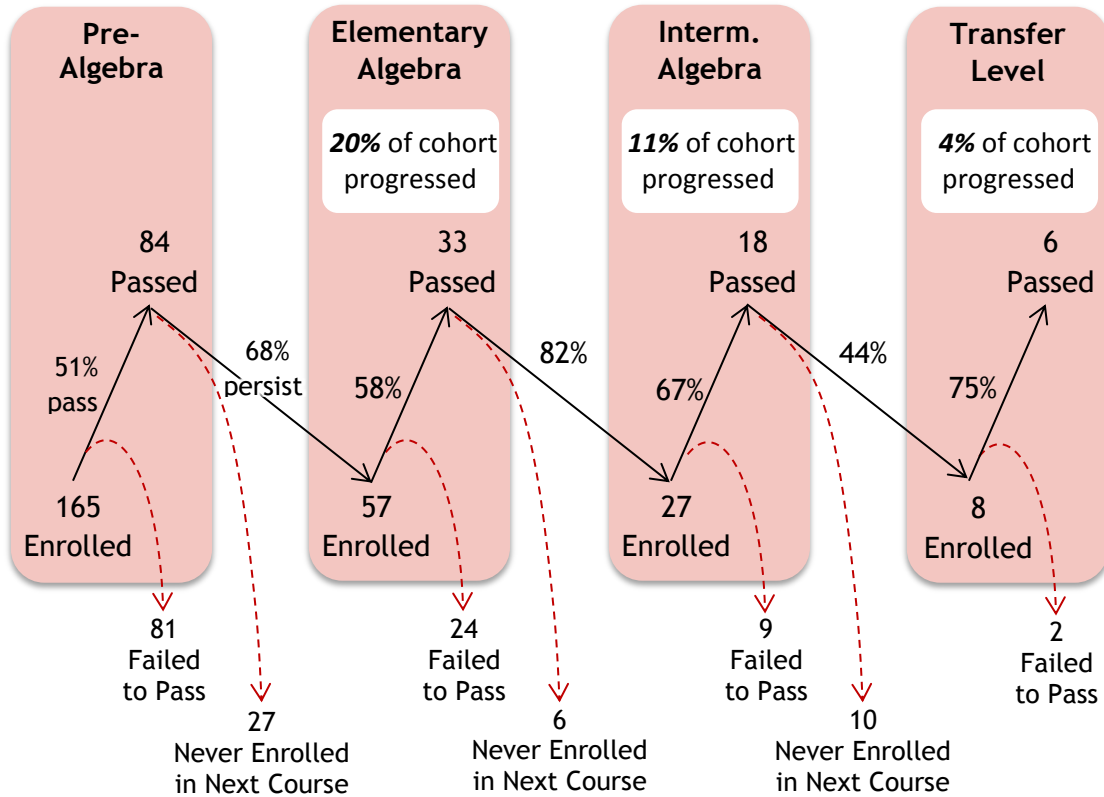 Pre-
Algebra
84
Passed
51%
pass
165
Enrolled
81
Failed
to Pass
68%
persist
27
Never Enrolled
in Next Course
Elementary
Algebra
20% of cohort
progressed
33
Passed
58%
57
Enrolled
24
Failed
to Pass
82%
6
Never Enrolled
in Next Course
Interm.
Algebra
11% of cohort
progressed
18
Passed
67%
27
Enrolled
9
Failed
to Pass
44%
10
Never Enrolled
in Next Course
Transfer
Level
4% of cohort
progressed
6
Passed
75%
8
Enrolled
2
Failed
to Pass